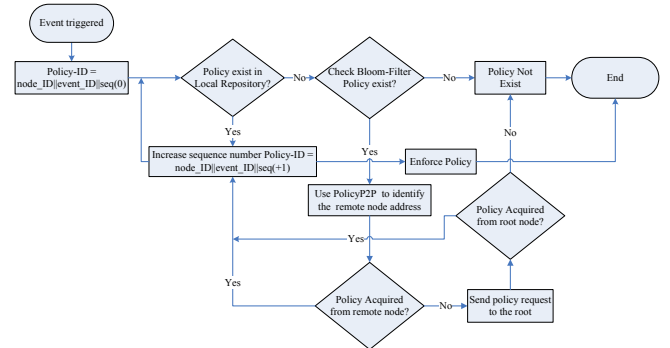 Event triggered
Policy-ID =
node_ID||event_ID||seq(0)
Policy exist in
Local Repository?
No
Check Bloom-Filter
Policy exist?
No
Policy Not
Exist
End
Yes
Yes
No
Increase sequence number Policy-ID =
node_ID||event_ID||seq(+1)
Enforce Policy
Use PolicyP2P to identify
the remote node address
Policy Acquired
from root node?
Yes
Yes
Policy Acquired
from remote node?
No
Send policy request
to the root